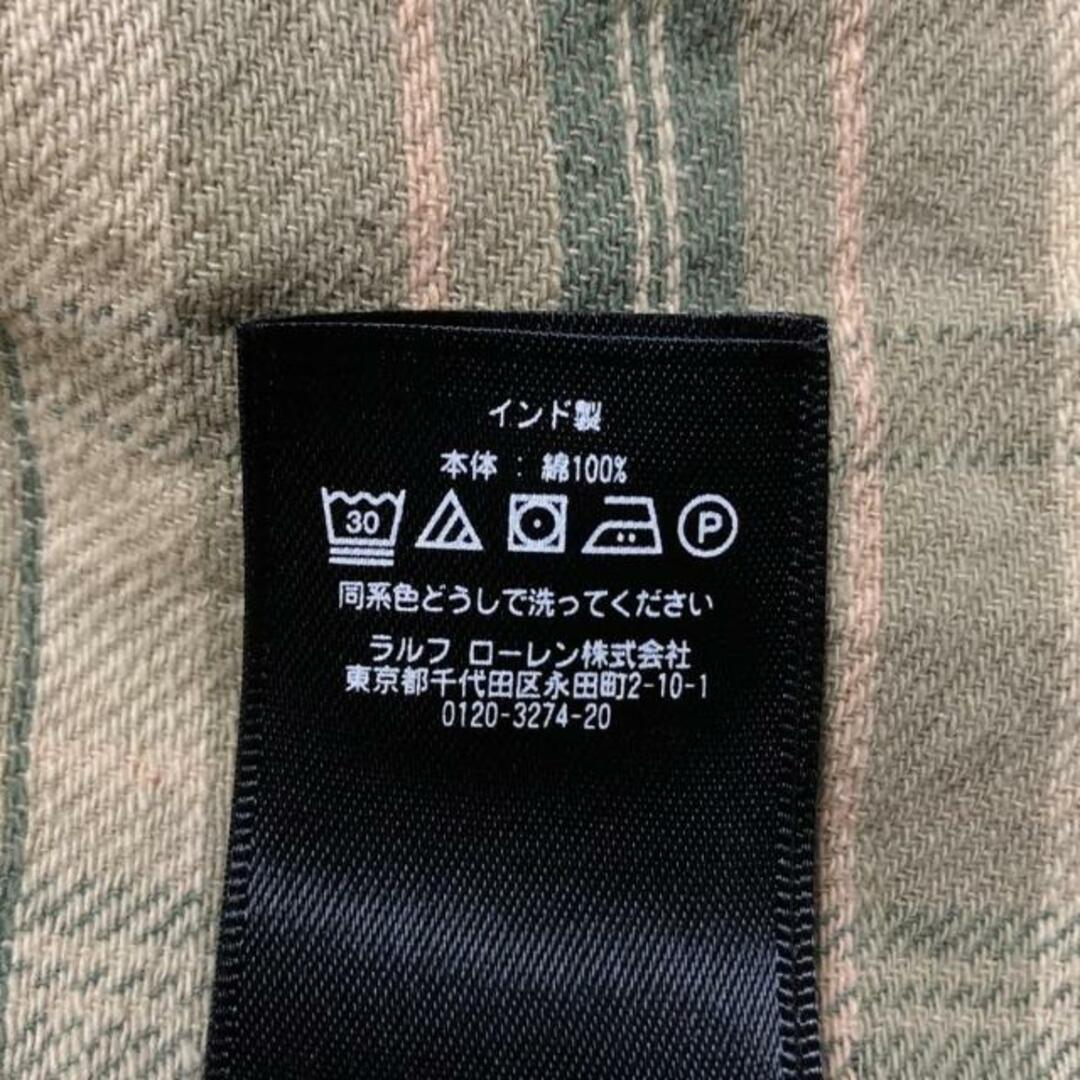 インド製
本体 : 綿100%
30 P
同系色どうしで洗ってください
ラルフ ローレン株式会社
東京都千代田区永田町2-10-1
0120-3274-20